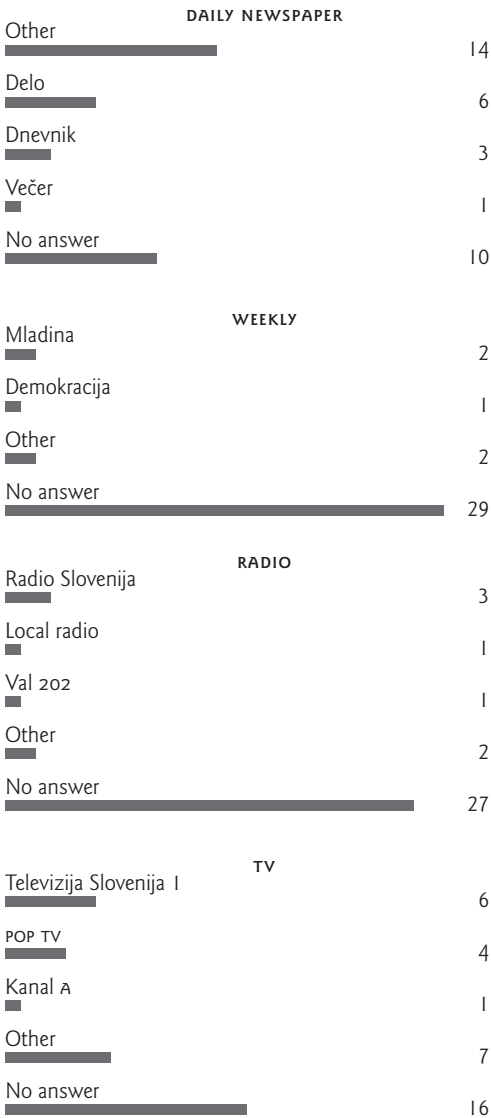 DAILY NEWSPAPER
Other
14
Delo
6
Dnevnik
3
Večer
1
No answer
10
WEEKLY
Mladina
2
Demokracija
1
Other
2
No answer
29
RADIO
Radio Slovenija
3
Local radio
1
Val 202
1
Other
2
No answer
27
TV
Televizija Slovenija 1
6
POP TV
4
Kanal A
1
Other
7
No answer
16